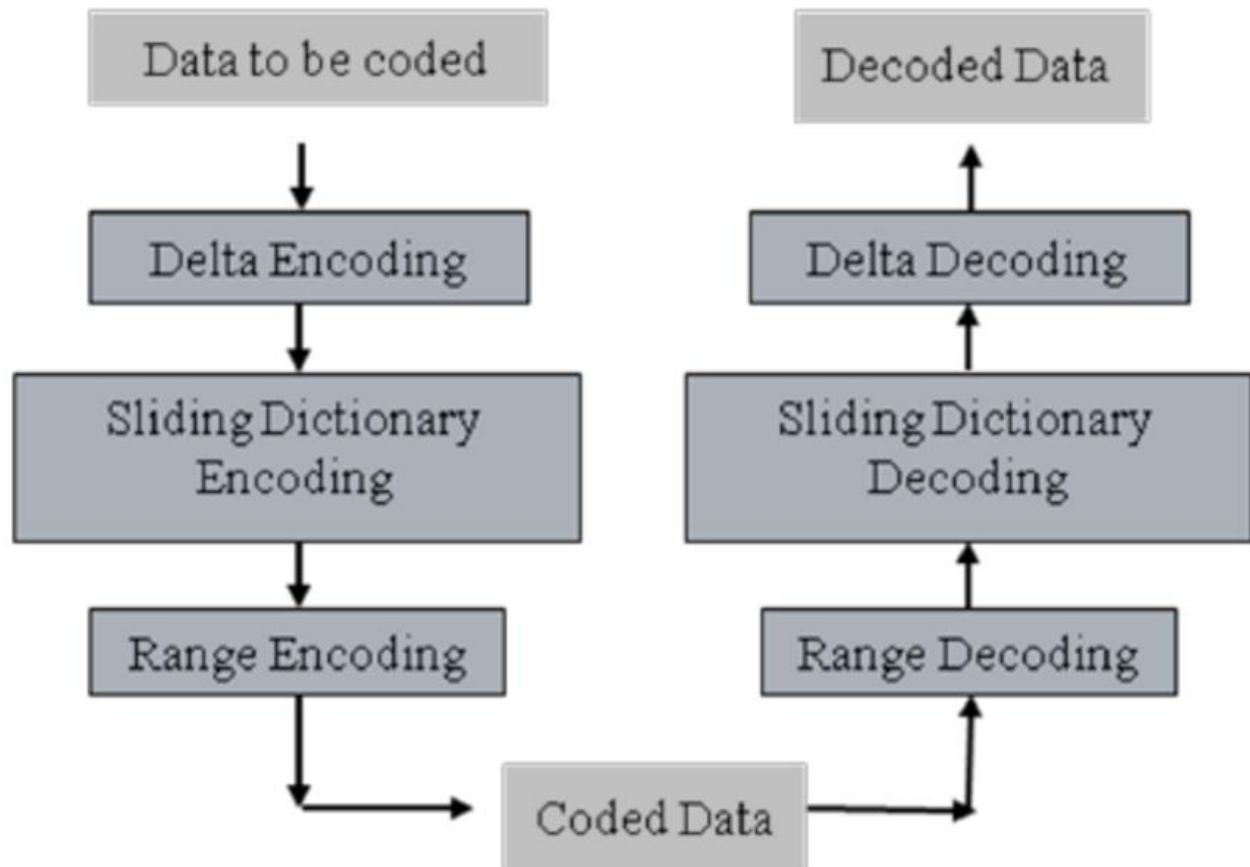 Data to be coded
Delta Encoding
Sliding Dictionary
Encoding
Range Encoding
Coded Data
Range Decoding
Sliding Dictionary
Decoding
Delta Decoding
Decoded Data